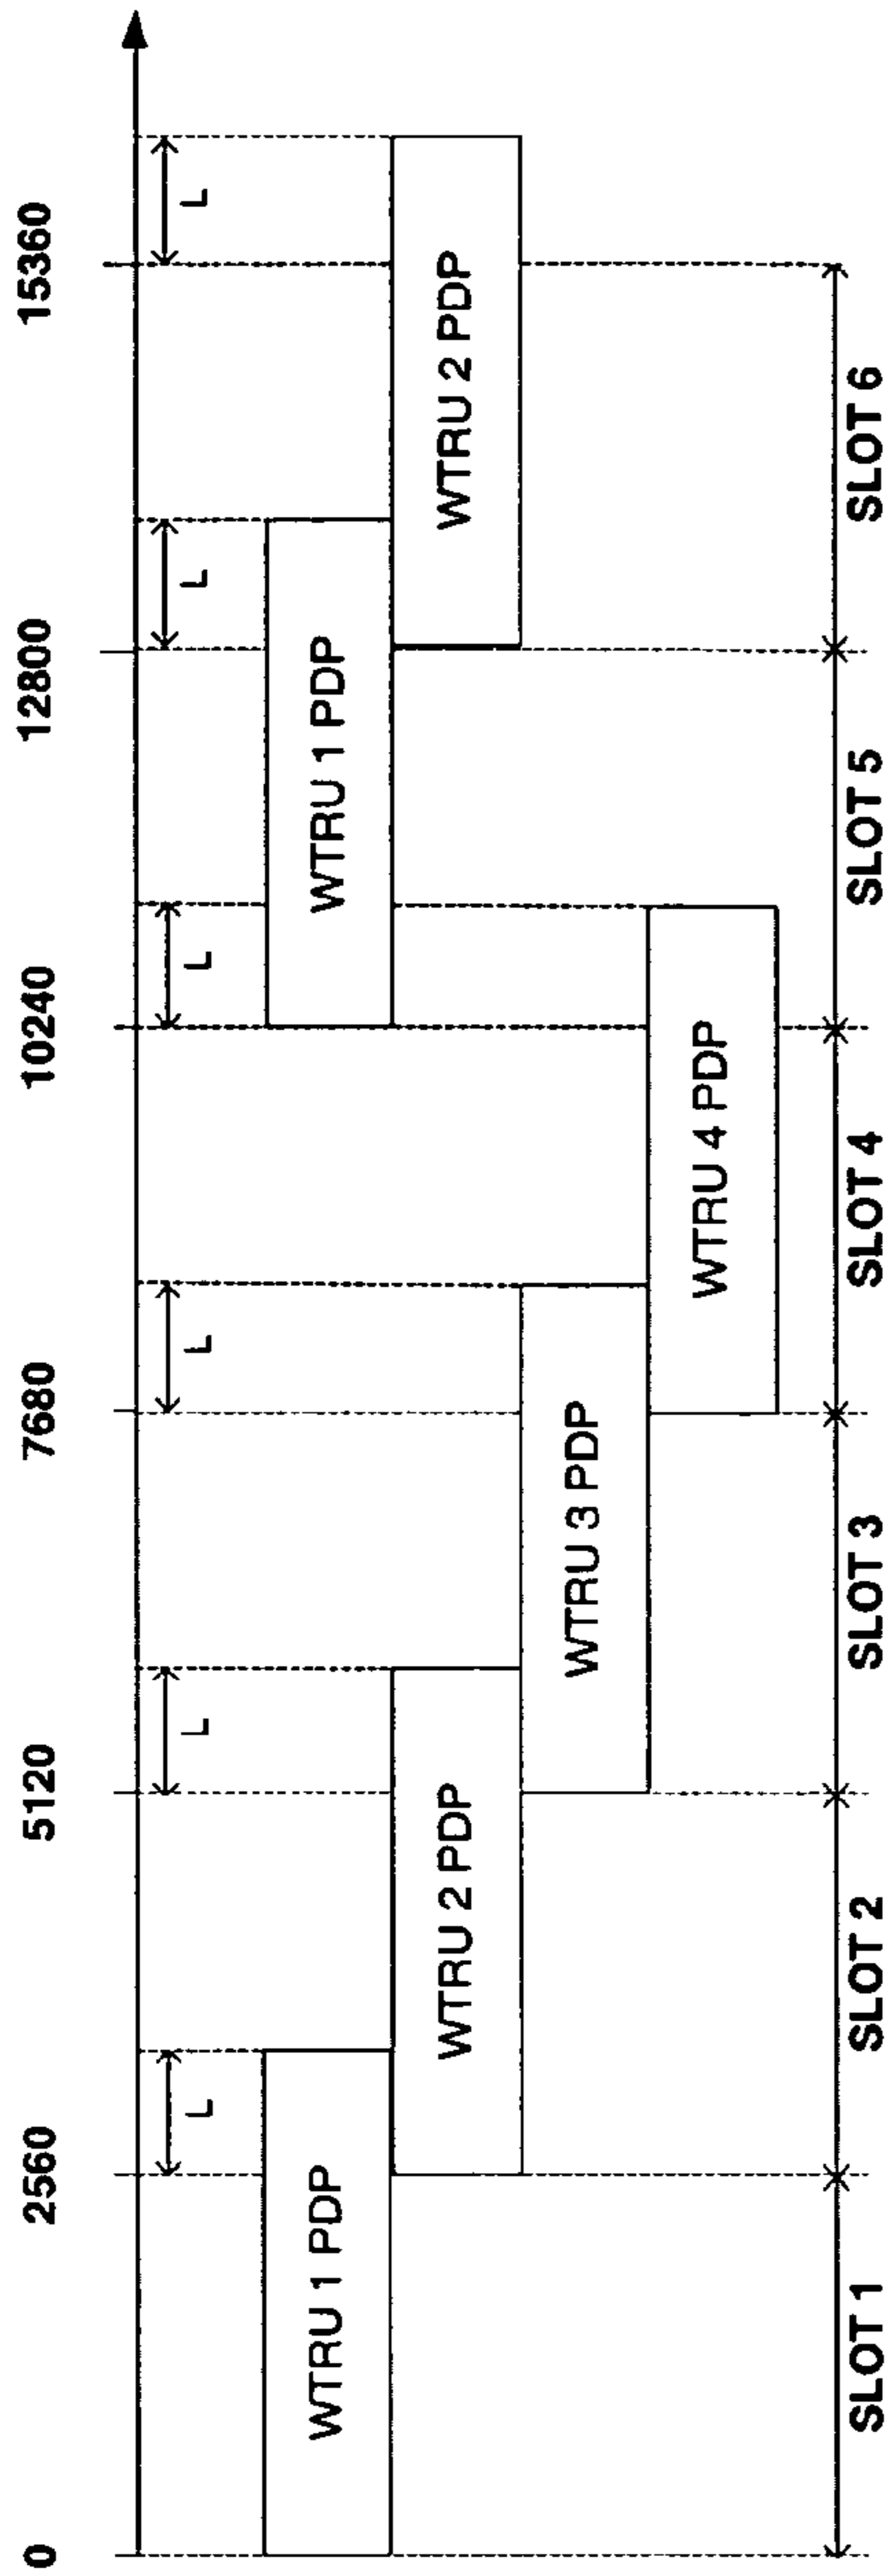 0
2560
5120
7680
10240
12800
15360
L
L
L
L
L
L
WTRU 1 PDP
WTRU 1 PDP
WTRU 2 PDP
WTRU 2 PDP
WTRU 3 PDP
WTRU 4 PDP
SLOT 1
SLOT 2
SLOT 3
SLOT 4
SLOT 5
SLOT 6